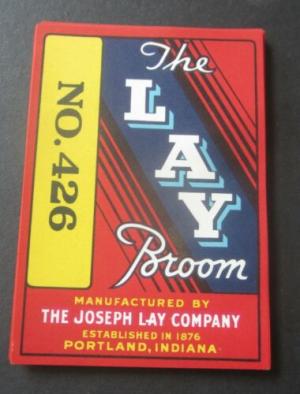 The
LAY
Broom
NO. 426
MANUFACTURED BY
THE JOSEPH LAY COMPANY
ESTABLISHED IN 1876
PORTLAND, INDIANA